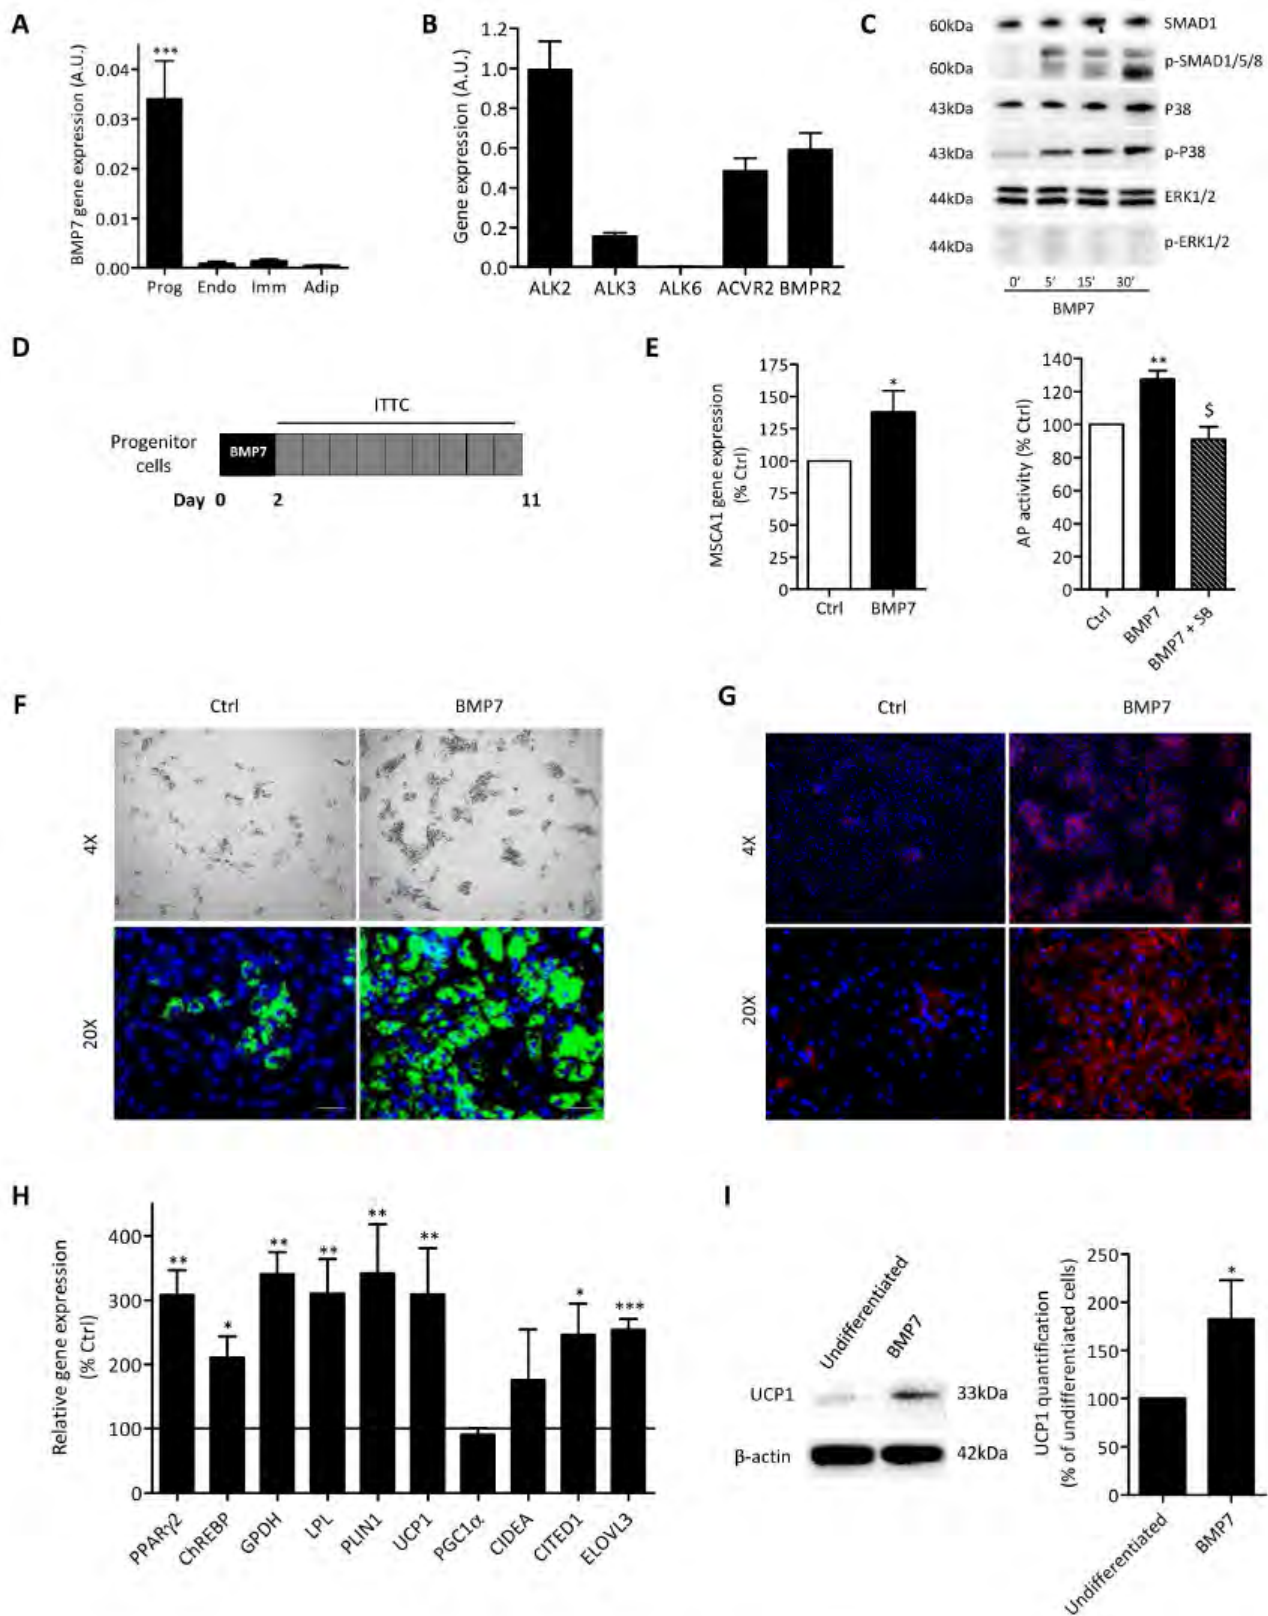 A
BMP7 gene expression (A.U.)
***
0.04
0.03
0.02
0.01
0.00
Prog Endo Imm Adip
B
Gene expression (A.U.)
1.2
1.0
0.8
0.6
0.4
0.2
0.0
ALK2 ALK3 ALK6 ACVR2 BMPR2
C
60kDa SMAD1
60kDa p-SMAD1/5/8
43kDa P38
43kDa p-P38
44kDa ERK1/2
44kDa p-ERK1/2
0' 5' 15' 30'
BMP7
D
ITTC
Progenitor
cells
BMP7
Day 0 2 11
E
MSCA1 gene expression
(% Ctrl)
175
150
125
100
75
50
25
0
*
Ctrl BMP7
AP activity (% Ctrl)
140
120
100
80
60
40
20
0
**
$
Ctrl
BMP7
BMP7 + SB
F
Ctrl BMP7
4X
20X
G
Ctrl BMP7
4X
20X
H
Relative gene expression
(% Ctrl)
400
300
200
100
0
** * ** ** ** ** * ***
PPARγ2
ChREBP
GPDH
LPL
PLIN1
UCP1
PGC1α
CIDEA
CITED1
ELOVL3
I
Undifferentiated
BMP7
UCP1 33kDa
β-actin 42kDa
UCP1 quantification
(% of undifferentiated cells)
250
200
150
100
50
0
*
Undifferentiated
BMP7